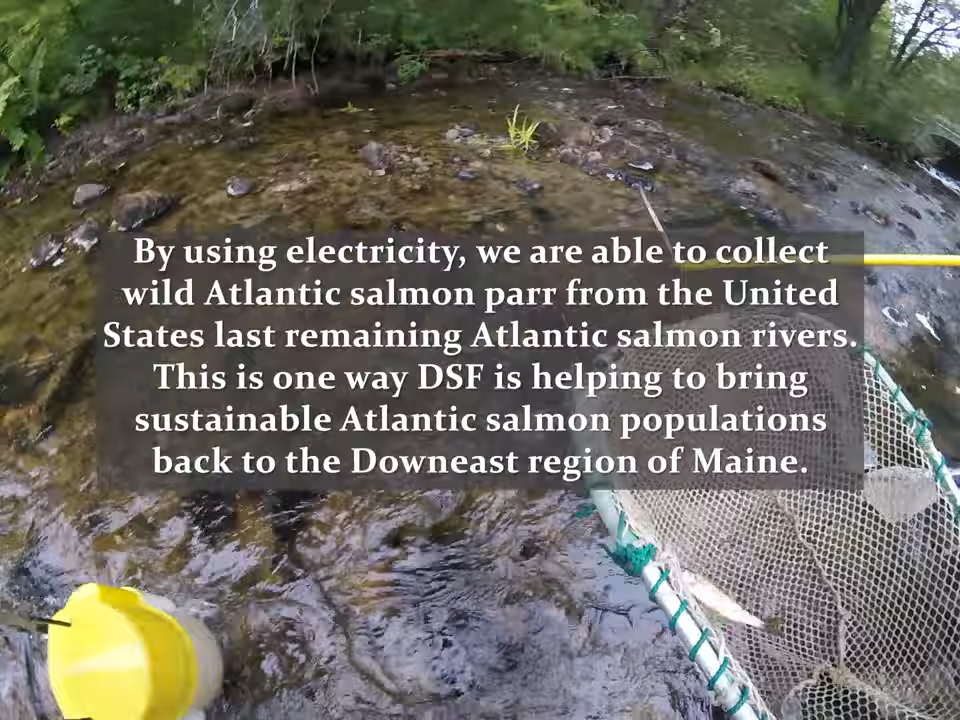 By using electricity, we are able to collect
wild Atlantic salmon parr from the United
States last remaining Atlantic salmon rivers.
This is one way DSF is helping to bring
sustainable Atlantic salmon populations
back to the Downeast region of Maine.